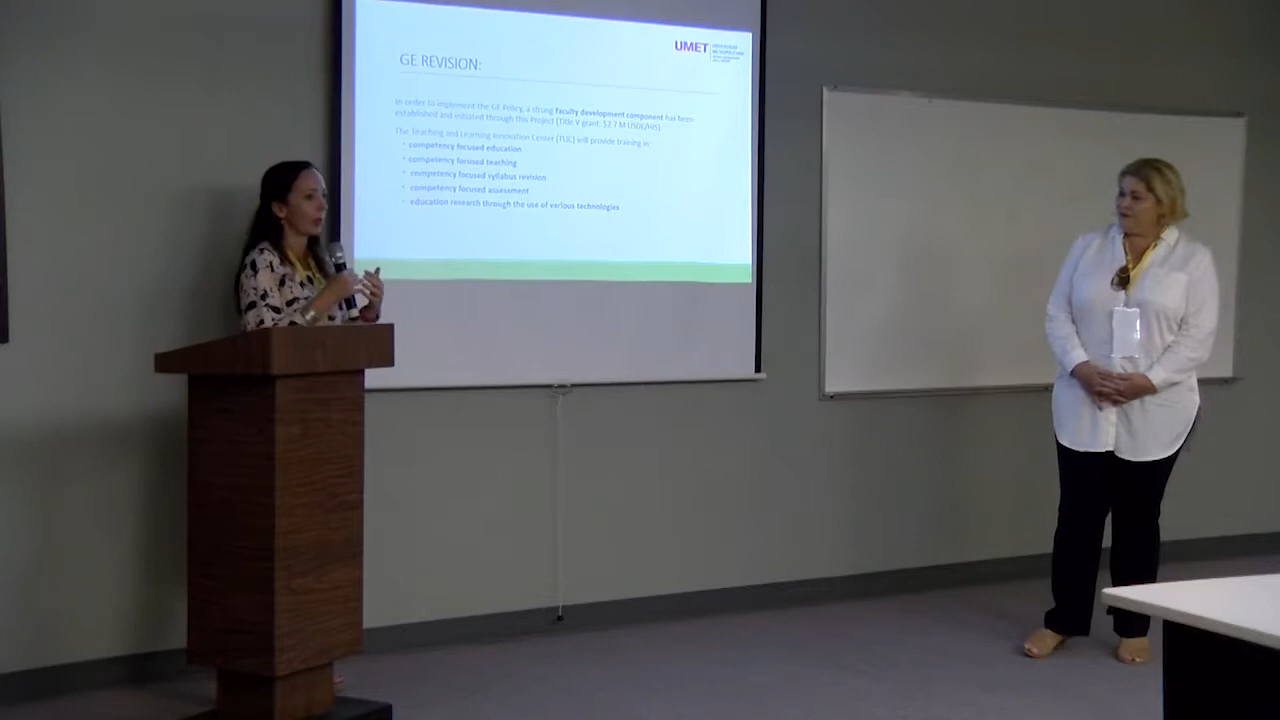 UMET
UNIVERSIDAD
METROPOLITANA
GE REVISION:
In order to implement the GE Policy, a strong faculty development component has been
established and initiated through this Project (Title V grant: $2.7 M USDE/HIS)
The Teaching and Learning Innovation Center (TLIC) will provide training in:
· competency focused education
· competency focused teaching
· competency focused syllabus revision
· competency focused assessment
· education research through the use of various technologies